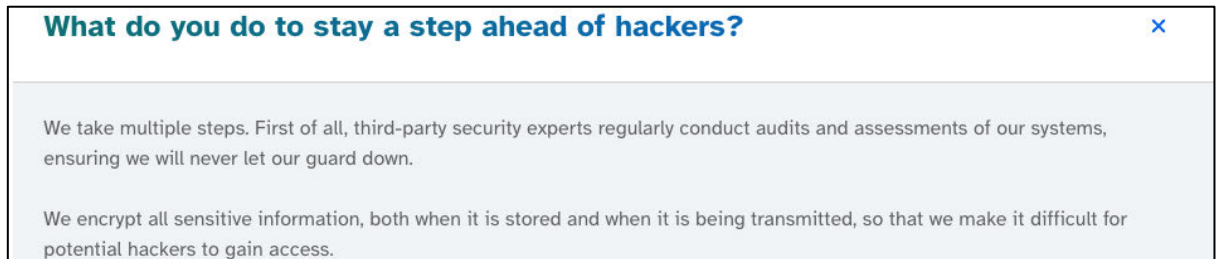 What do you do to stay a step ahead of hackers?
We take multiple steps. First of all, third-party security experts regularly conduct audits and assessments of our systems,
ensuring we will never let our guard down.
We encrypt all sensitive information, both when it is stored and when it is being transmitted, so that we make it difficult for
potential hackers to gain access.